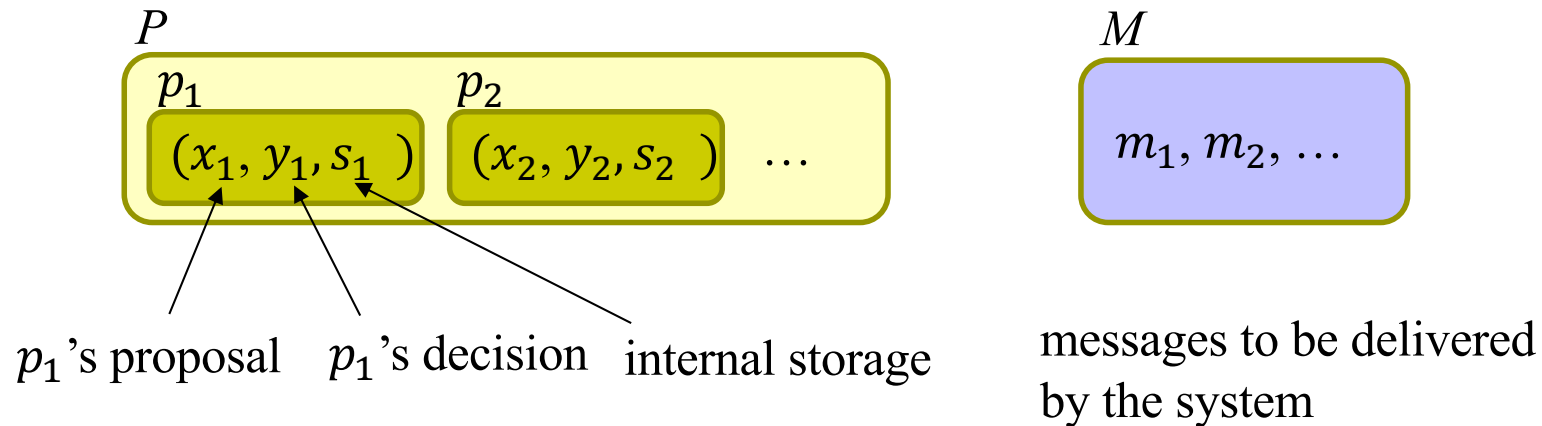 P
M
p₁
p₂
(x₁, y₁, s₁ )
(x₂, y₂, s₂ )
…
m₁, m₂, …
p₁’s proposal
p₁’s decision
internal storage
messages to be delivered
by the system